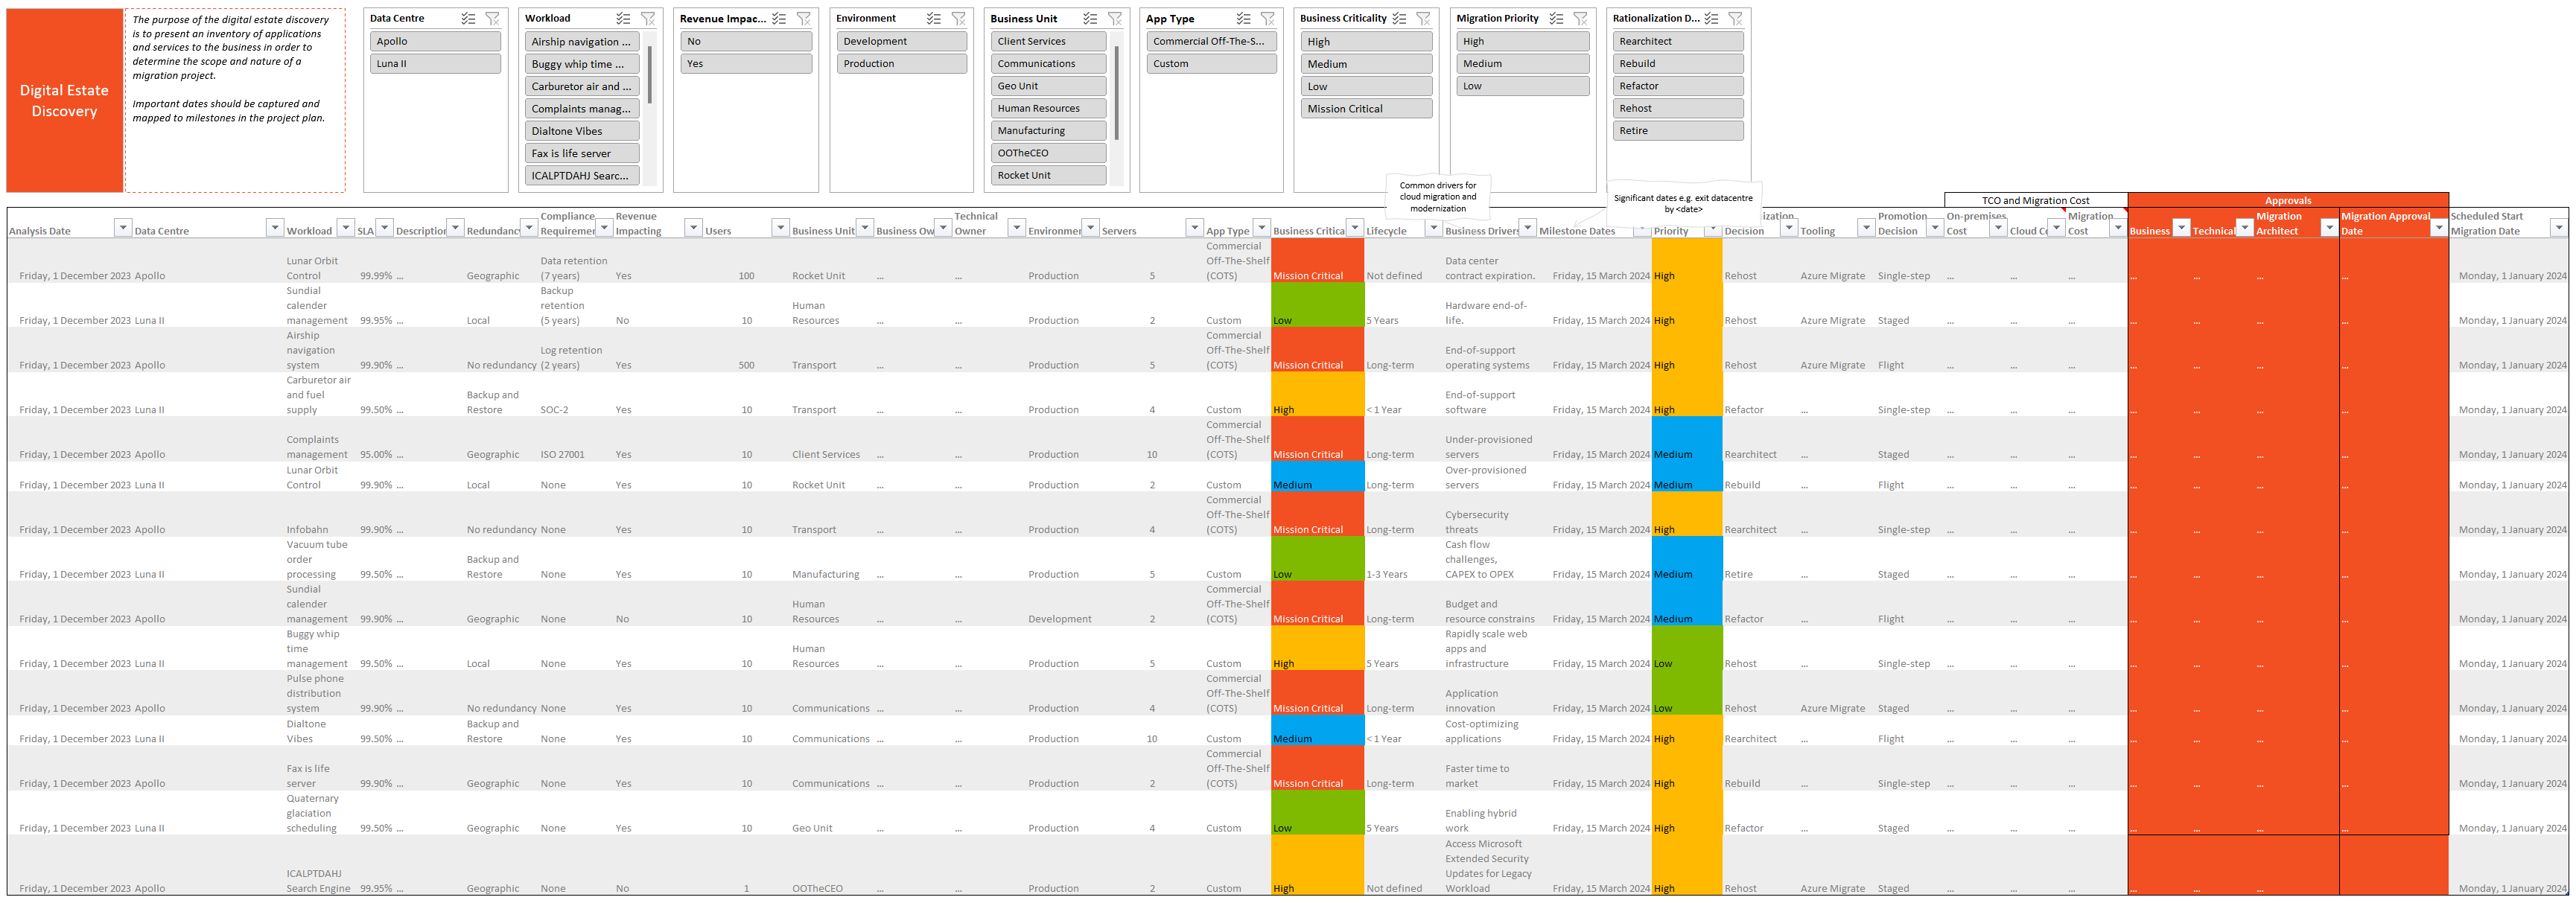 Digital Estate
Discovery
The purpose of the digital estate discovery
is to present an inventory of applications
and services to the business in order to
determine the scope and nature of a
migration project.
Important dates should be captured and
mapped to milestones in the project plan.
Data Centre
Apollo
Luna II
Workload
Airship navigation ...
Buggy whip time ...
Carburetor air and ...
Complaints manag...
Dialtone Vibes
Fax is life server
ICALPTDAHJ Searc...
Revenue Impac...
No
Yes
Environment
Development
Production
Business Unit
Client Services
Communications
Geo Unit
Human Resources
Manufacturing
OOTheCEO
Rocket Unit
App Type
Commercial Off-The-S...
Custom
Business Criticality
High
Medium
Low
Mission Critical
Migration Priority
High
Medium
Low
Rationalization D...
Rearchitect
Rebuild
Refactor
Rehost
Retire
Common drivers for
cloud migration and
modernization
Significant dates e.g. exit datacentre
by <date>
TCO and Migration Cost
Approvals
Analysis Date Data Centre Workload SLA Description Redundancy Compliance Requiremen Revenue Impacting Users Business Unit Business Ow Technical Owner Environmen Servers App Type Business Critica Lifecycle Business Drivers Milestone Dates Priority ization Decision Tooling Promotion Decision On-premises Cost Cloud Co Migration Cost Business Technical Migration Architect Migration Approval Date Scheduled Start Migration Date
Friday, 1 December 2023 Apollo Lunar Orbit Control 99.99% ... Geographic Data retention (7 years) Yes 100 Rocket Unit ... ... Production 5 Commercial Off-The-Shelf (COTS) Mission Critical Not defined Data center contract expiration. Friday, 15 March 2024 High Rehost Azure Migrate Single-step ... ... ... ... ... ... ... Monday, 1 January 2024
Friday, 1 December 2023 Luna II Sundial calender management 99.95% ... Local Backup retention (5 years) No 10 Human Resources ... ... Production 2 Custom Low 5 Years Hardware end-of-life. Friday, 15 March 2024 High Rehost Azure Migrate Staged ... ... ... ... ... ... ... Monday, 1 January 2024
Friday, 1 December 2023 Apollo Airship navigation system 99.90% ... No redundancy Log retention (2 years) Yes 500 Transport ... ... Production 5 Commercial Off-The-Shelf (COTS) Mission Critical Long-term End-of-support operating systems Friday, 15 March 2024 High Rehost Azure Migrate Flight ... ... ... ... ... ... ... Monday, 1 January 2024
Friday, 1 December 2023 Luna II Carburetor air and fuel supply 99.50% ... Backup and Restore SOC-2 Yes 10 Transport ... ... Production 4 Custom High < 1 Year End-of-support software Friday, 15 March 2024 High Refactor ... Single-step ... ... ... ... ... ... ... Monday, 1 January 2024
Friday, 1 December 2023 Apollo Complaints management 95.00% ... Geographic ISO 27001 Yes 10 Client Services ... ... Production 10 Commercial Off-The-Shelf (COTS) Mission Critical Long-term Under-provisioned servers Friday, 15 March 2024 Medium Rearchitect ... Staged ... ... ... ... ... ... ... Monday, 1 January 2024
Friday, 1 December 2023 Luna II Lunar Orbit Control 99.90% ... Local None Yes 10 Rocket Unit ... ... Production 2 Custom Medium Long-term Over-provisioned servers Friday, 15 March 2024 Medium Rebuild ... Flight ... ... ... ... ... ... ... Monday, 1 January 2024
Friday, 1 December 2023 Apollo Infobahn 99.90% ... No redundancy None Yes 10 Transport ... ... Production 4 Commercial Off-The-Shelf (COTS) Mission Critical Long-term Cybersecurity threats Friday, 15 March 2024 High Rearchitect ... Single-step ... ... ... ... ... ... ... Monday, 1 January 2024
Friday, 1 December 2023 Luna II Vacuum tube order processing 99.50% ... Backup and Restore None Yes 10 Manufacturing ... ... Production 5 Custom Low 1-3 Years Cash flow challenges, CAPEX to OPEX Friday, 15 March 2024 Medium Retire ... Staged ... ... ... ... ... ... ... Monday, 1 January 2024
Friday, 1 December 2023 Apollo Sundial calender management 99.90% ... Geographic None No 10 Human Resources ... ... Development 2 Commercial Off-The-Shelf (COTS) Mission Critical Long-term Budget and resource constrains Friday, 15 March 2024 Medium Refactor ... Flight ... ... ... ... ... ... ... Monday, 1 January 2024
Friday, 1 December 2023 Luna II Buggy whip time management 99.50% ... Local None Yes 10 Human Resources ... ... Production 5 Custom High 5 Years Rapidly scale web apps and infrastructure Friday, 15 March 2024 Low Rehost ... Single-step ... ... ... ... ... ... ... Monday, 1 January 2024
Friday, 1 December 2023 Apollo Pulse phone distribution system 99.90% ... No redundancy None Yes 10 Communications ... ... Production 4 Commercial Off-The-Shelf (COTS) Mission Critical Long-term Application innovation Friday, 15 March 2024 Low Rehost Azure Migrate Staged ... ... ... ... ... ... ... Monday, 1 January 2024
Friday, 1 December 2023 Luna II Dialtone Vibes 99.50% ... Backup and Restore None Yes 10 Communications ... ... Production 10 Custom Medium < 1 Year Cost-optimizing applications Friday, 15 March 2024 High Rearchitect ... Flight ... ... ... ... ... ... ... Monday, 1 January 2024
Friday, 1 December 2023 Apollo Fax is life server 99.90% ... Geographic None Yes 10 Communications ... ... Production 2 Commercial Off-The-Shelf (COTS) Mission Critical Long-term Faster time to market Friday, 15 March 2024 High Rebuild ... Single-step ... ... ... ... ... ... ... Monday, 1 January 2024
Friday, 1 December 2023 Luna II Quaternary glaciation scheduling 99.50% ... Geographic None Yes 10 Geo Unit ... ... Production 4 Custom Low 5 Years Enabling hybrid work Friday, 15 March 2024 High Refactor ... Staged ... ... ... ... ... ... ... Monday, 1 January 2024
Friday, 1 December 2023 Apollo ICALPTDAHJ Search Engine 99.95% ... Geographic None No 1 OOTheCEO ... ... Production 2 Custom High Not defined Access Microsoft Extended Security Updates for Legacy Workload Friday, 15 March 2024 High Rehost Azure Migrate Staged ... ... ... ... ... ... ... Monday, 1 January 2024